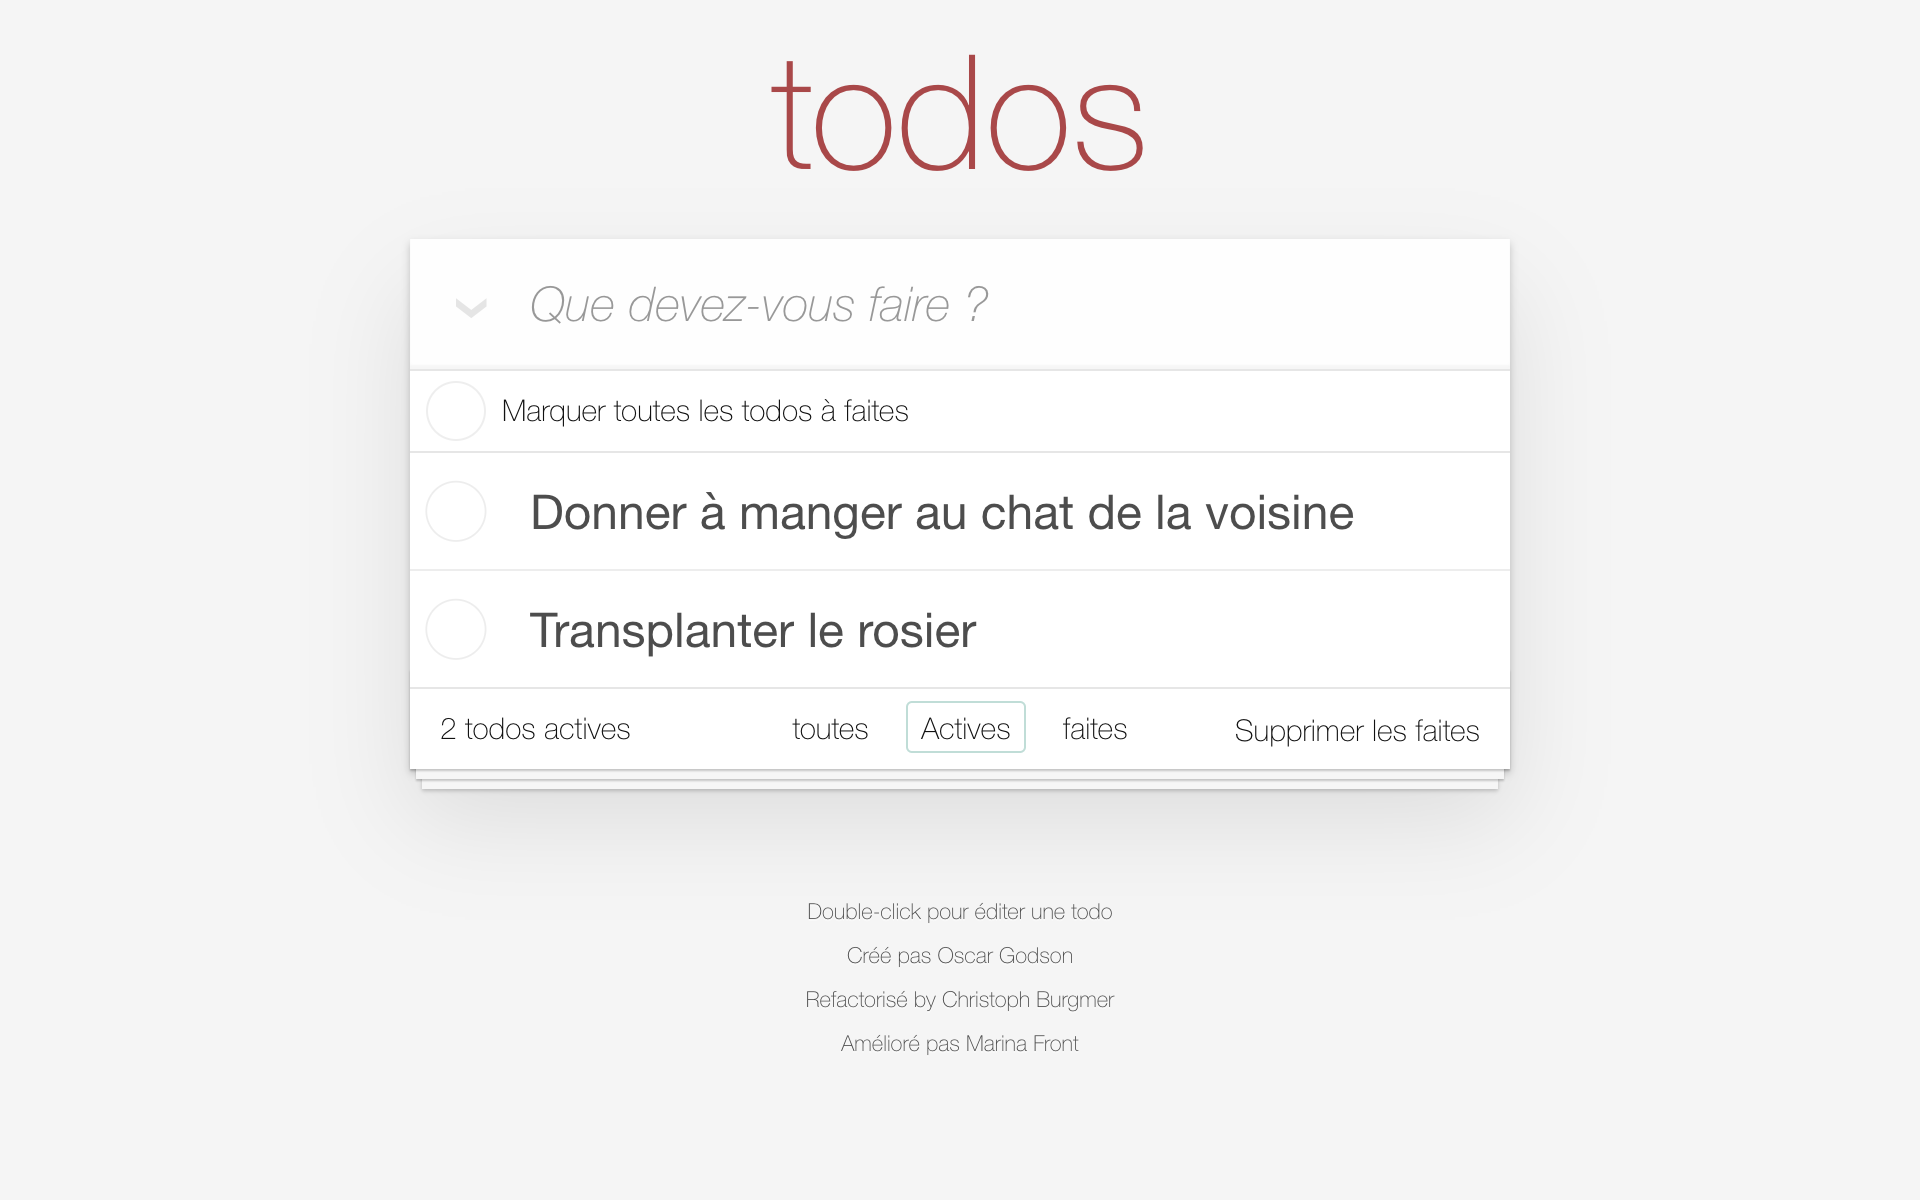 todos
Que devez-vous faire ?
Marquer toutes les todos à faites
Donner à manger au chat de la voisine
Transplanter le rosier
2 todos actives toutes Actives faites Supprimer les faites
Double-click pour éditer une todo
Créé pas Oscar Godson
Refactorisé by Christoph Burgmer
Amélioré pas Marina Front